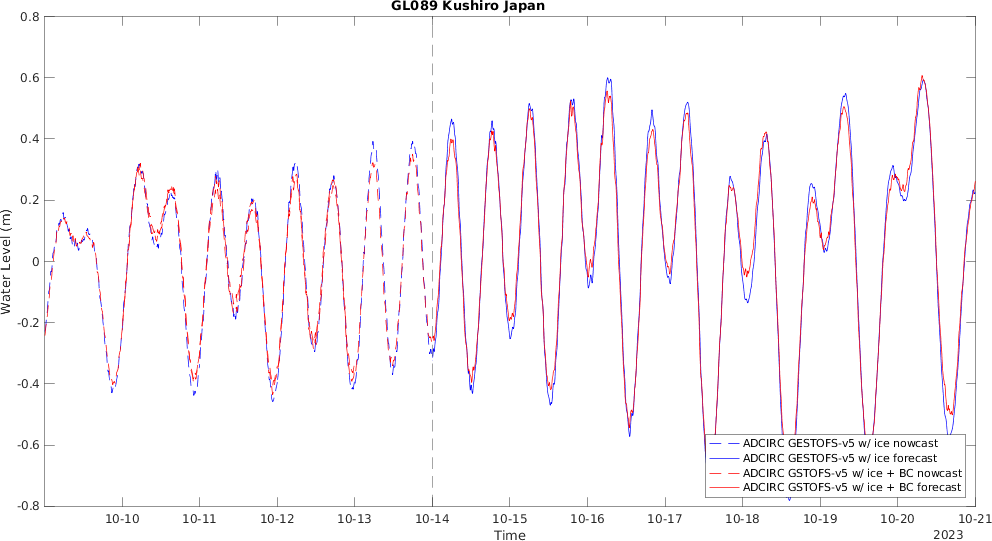 GL089 Kushiro Japan
0.8
0.6
0.4
0.2
0
-0.2
-0.4
-0.6
-0.8
Water Level (m)
ADCIRC GESTOFS-v5 w/ ice nowcast
ADCIRC GESTOFS-v5 w/ ice forecast
ADCIRC GSTOFS-v5 w/ ice + BC nowcast
ADCIRC GSTOFS-v5 w/ ice + BC forecast
10-10 10-11 10-12 10-13 10-14 10-15 10-16 10-17 10-18 10-19 10-20 10-21
Time
2023